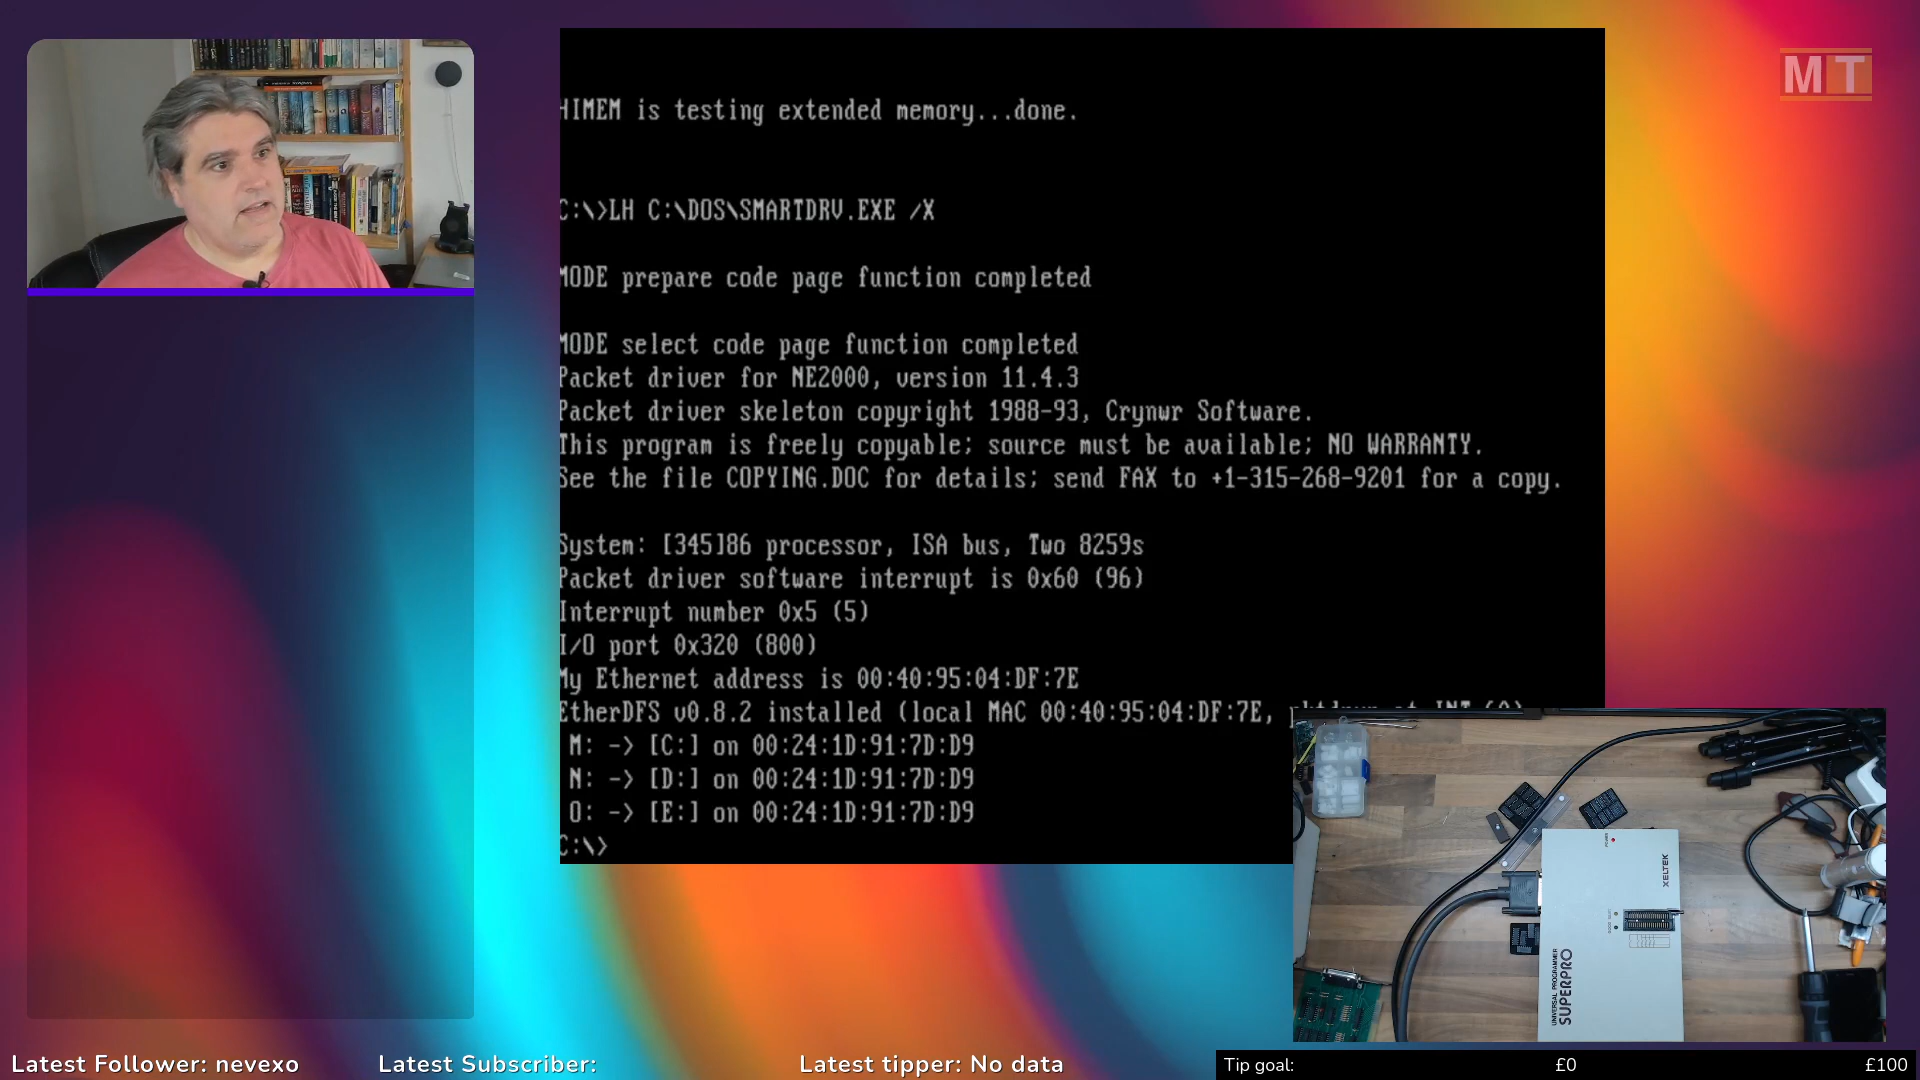 MT
HIMEM is testing extended memory...done.
C:\>LH C:\DOS\SMARTDRV.EXE /X
MODE prepare code page function completed
MODE select code page function completed
Packet driver for NE2000, version 11.4.3
Packet driver skeleton copyright 1988-93, Crynwr Software.
This program is freely copyable; source must be available; NO WARRANTY.
See the file COPYING.DOC for details; send FAX to +1-315-268-9201 for a copy.
System: [345]86 processor, ISA bus, Two 8259s
Packet driver software interrupt is 0x60 (96)
Interrupt number 0x5 (5)
I/O port 0x320 (800)
My Ethernet address is 00:40:95:04:DF:7E
EtherDFS v0.8.2 installed (local MAC 00:40:95:04:DF:7E,
M: -> [C:] on 00:24:1D:91:7D:D9
N: -> [D:] on 00:24:1D:91:7D:D9
O: -> [E:] on 00:24:1D:91:7D:D9
C:\>
XELTEK
UNIVERSAL PROGRAMMER
SUPERPRO
Latest Follower: nevexo
Latest Subscriber:
Latest tipper: No data
Tip goal:
£0
£100